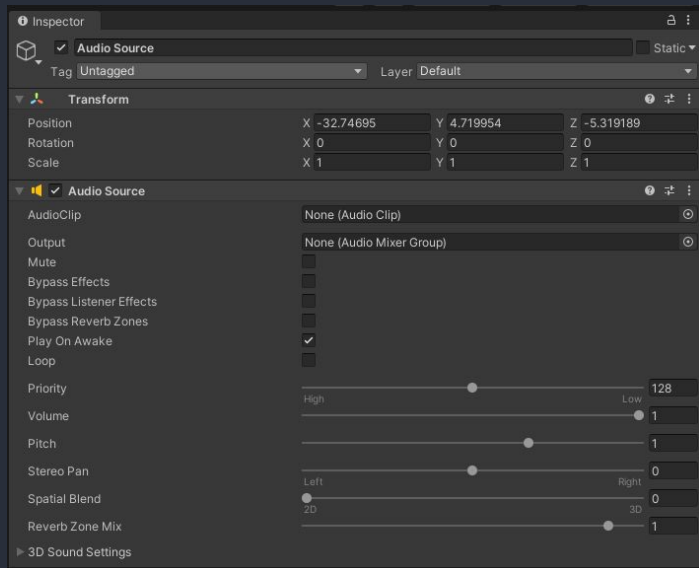 Inspector
Audio Source Static
Tag Untagged Layer Default
Transform
Position X -32.74695 Y 4.719954 Z -5.319189
Rotation X 0 Y 0 Z 0
Scale X 1 Y 1 Z 1
Audio Source
AudioClip None (Audio Clip)
Output None (Audio Mixer Group)
Mute
Bypass Effects
Bypass Listener Effects
Bypass Reverb Zones
Play On Awake
Loop
Priority 128
High Low
Volume 1
Pitch 1
Stereo Pan 0
Left Right
Spatial Blend 0
2D 3D
Reverb Zone Mix 1
3D Sound Settings